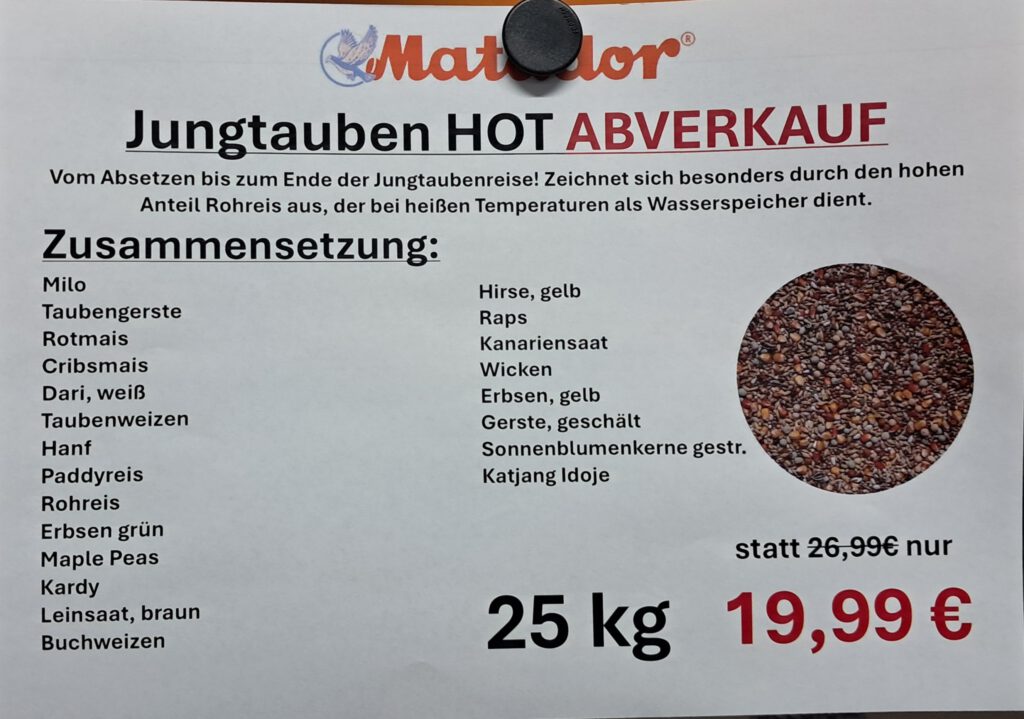 Matador®
Jungtauben HOT ABVERKAUF
Vom Absetzen bis zum Ende der Jungtaubenreise! Zeichnet sich besonders durch den hohen
Anteil Rohreis aus, der bei heißen Temperaturen als Wasserspeicher dient.
Zusammensetzung:
Milo
Taubengerste
Rotmais
Cribsmais
Dari, weiß
Taubenweizen
Hanf
Paddyreis
Rohreis
Erbsen grün
Maple Peas
Kardy
Leinsaat, braun
Buchweizen
Hirse, gelb
Raps
Kanariensaat
Wicken
Erbsen, gelb
Gerste, geschält
Sonnenblumenkerne gestr.
Katjang Idoje
statt 26,99€ nur
25 kg
19,99 €